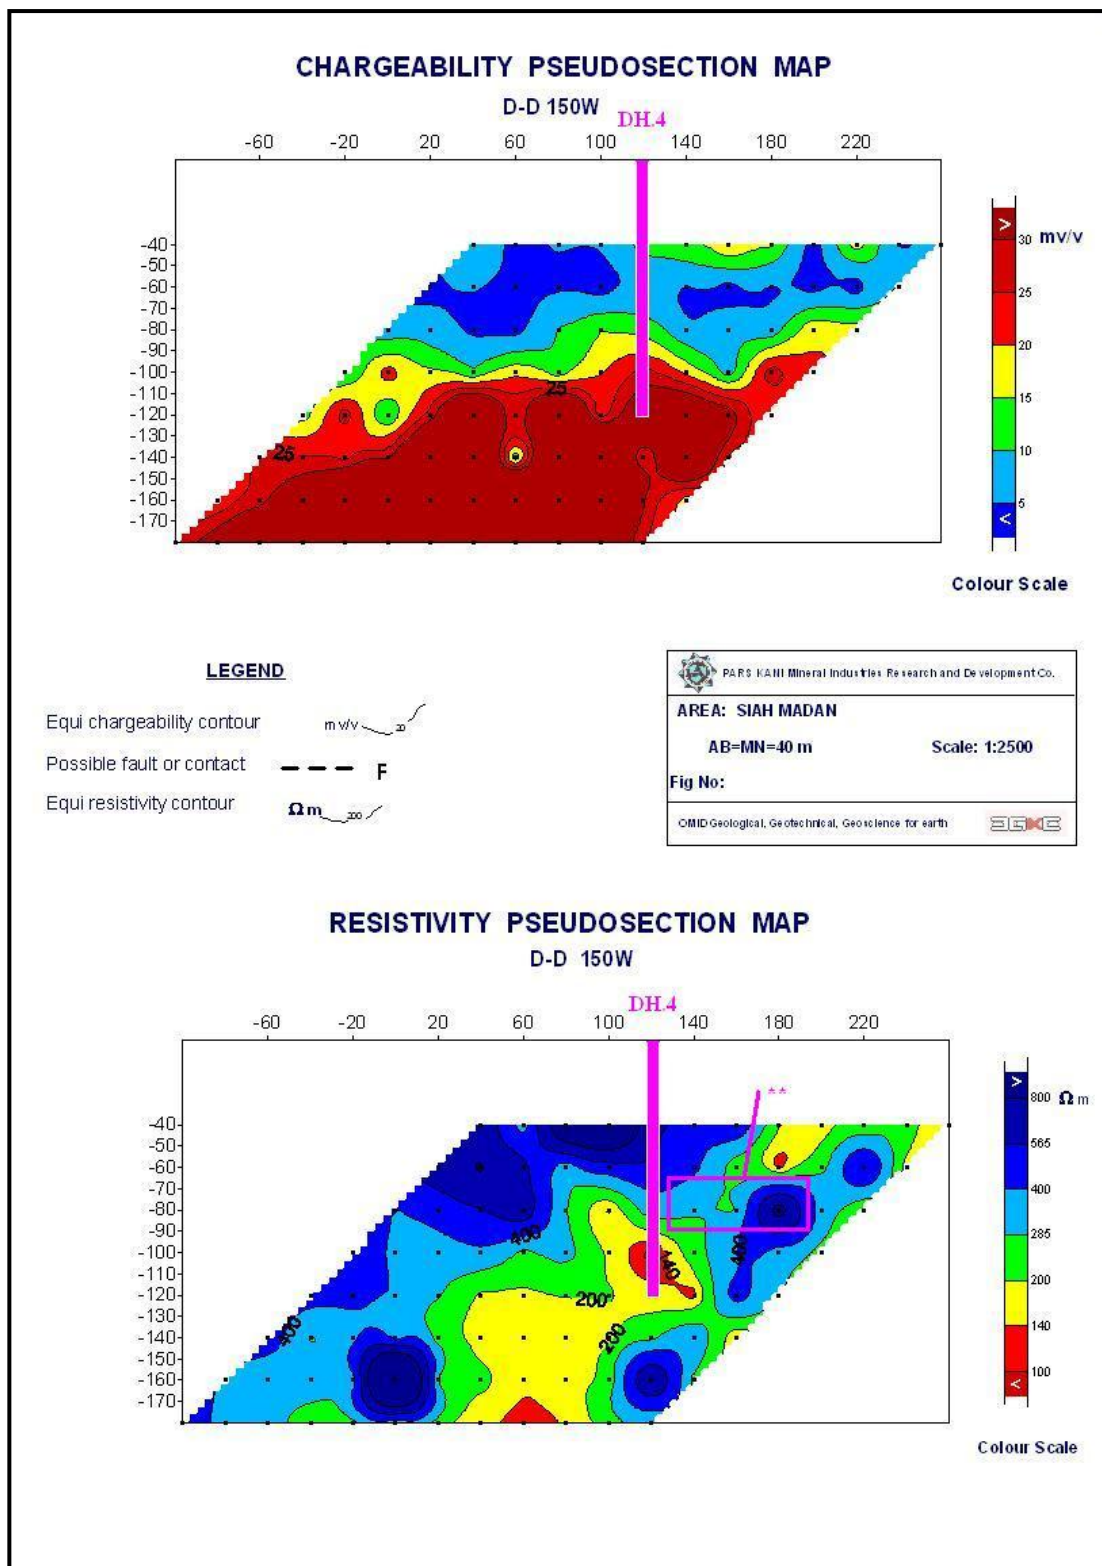 CHARGEABILITY PSEUDOSECTION MAP
D-D 150W
DH.4
-60 -20 20 60 100 140 180 220
-40
-50
-60
-70
-80
-90
-100
-110
-120
-130
-140
-150
-160
-170
25
25
>
30 mv/v
25
20
15
10
5
<
Colour Scale
LEGEND
Equi chargeability contour mv/v 20
Possible fault or contact F
Equi resistivity contour Ωm 200
PARS KANI Mineral Industries Research and Development Co.
AREA: SIAH MADAN
AB=MN=40 m Scale: 1:2500
Fig No:
OMID Geological, Geotechnical, Geoscience for earth
RESISTIVITY PSEUDOSECTION MAP
D-D 150W
DH.4
-60 -20 20 60 100 140 180 220
**
-40
-50
-60
-70
-80
-90
-100
-110
-120
-130
-140
-150
-160
-170
400
400
140
200
200
400
>
800 Ωm
565
400
285
200
140
100
<
Colour Scale